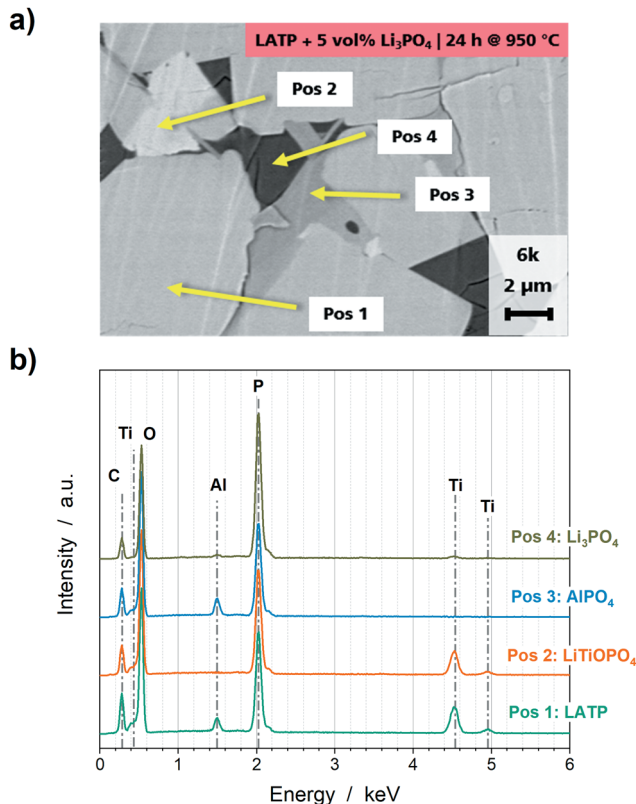 a)
LATP + 5 vol% Li₃PO₄ | 24 h @ 950 °C
Pos 2
Pos 4
Pos 3
Pos 1
6k
2 µm
b)
P
Ti
O
C
Al
Ti
Ti
Pos 4: Li₃PO₄
Pos 3: AlPO₄
Pos 2: LiTiOPO₄
Pos 1: LATP
Intensity / a.u.
0 1 2 3 4 5 6
Energy / keV